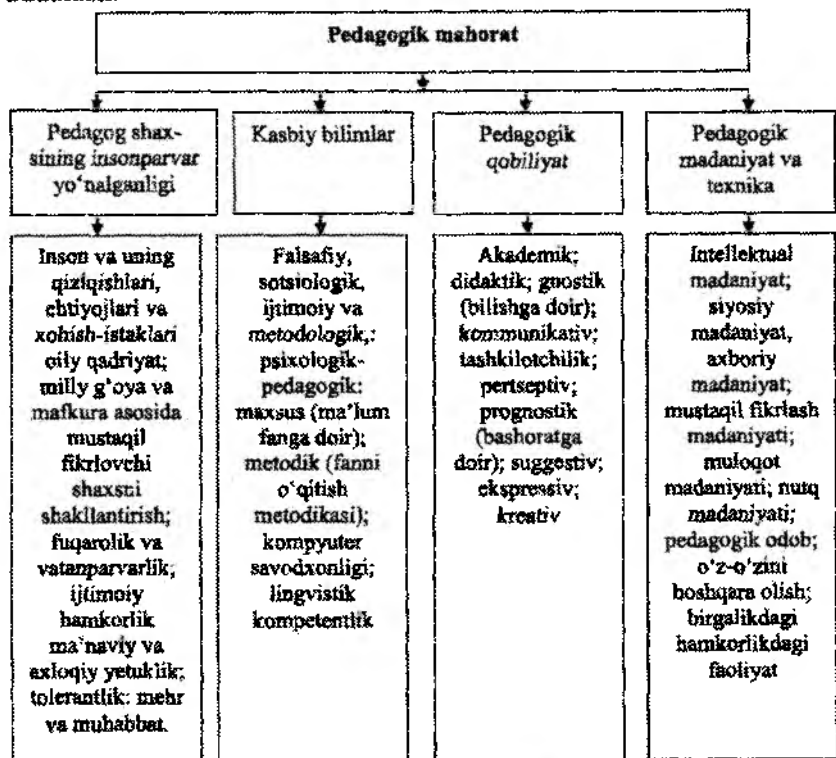 Pedagogik mahorat
Pedagog shax-
sining insonparvar
yo‘nalganligi
Kasbiy bilimlar
Pedagogik
qobiliyat
Pedagogik
madaniyat va
texnika
Inson va uning
qiziqishlari,
ehtiyojlari va
xohish-istaklari
oliy qadriyat;
milly g‘oya va
mafkura asosida
mustaqil
fikrlovchi
shaxsni
shakllantirish;
fuqarolik va
vatanparvarlik,
ijtimoiy
hamkorlik
ma’naviy va
axloqiy yetuklik;
tolerantlik: mehr
va muhabbat.
Falsafiy,
sotsiologik,
ijtimoiy va
metodologik,:
psixologik-
pedagogik:
maxsus (ma’lum
fanga doir);
metodik (fanni
o‘qitish
metodikasi);
kompyuter
savodxonligi;
lingvistik
kompetentlik
Akademik;
didaktik; gnostik
(bilishga doir);
kommunikativ;
tashkilotchilik;
pertseptiv;
prognostik
(bashoratga
doir); suggestiv;
ekspressiv;
kreativ
Intellektual
madaniyat;
siyosiy
madaniyat,
axboriy
madaniyat;
mustaqil fikrlash
madaniyati;
muloqot
madaniyati; nutq
madaniyati;
pedagogik odob;
o‘z-o‘zini
boshqara olish;
birgalikdagi
hamkorlikdagi
faoliyat